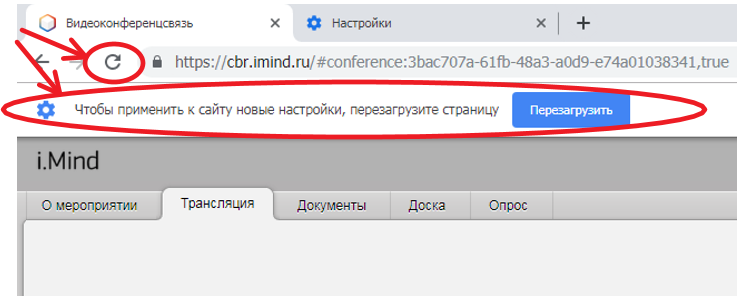 Видеоконференцсвязь
Настройки
https://cbr.imind.ru/#conference:3bac707a-61fb-48a3-a0d9-e74a01038341,true
Чтобы применить к сайту новые настройки, перезагрузите страницу
Перезагрузить
i.Mind
О мероприятии Трансляция Документы Доска Опрос